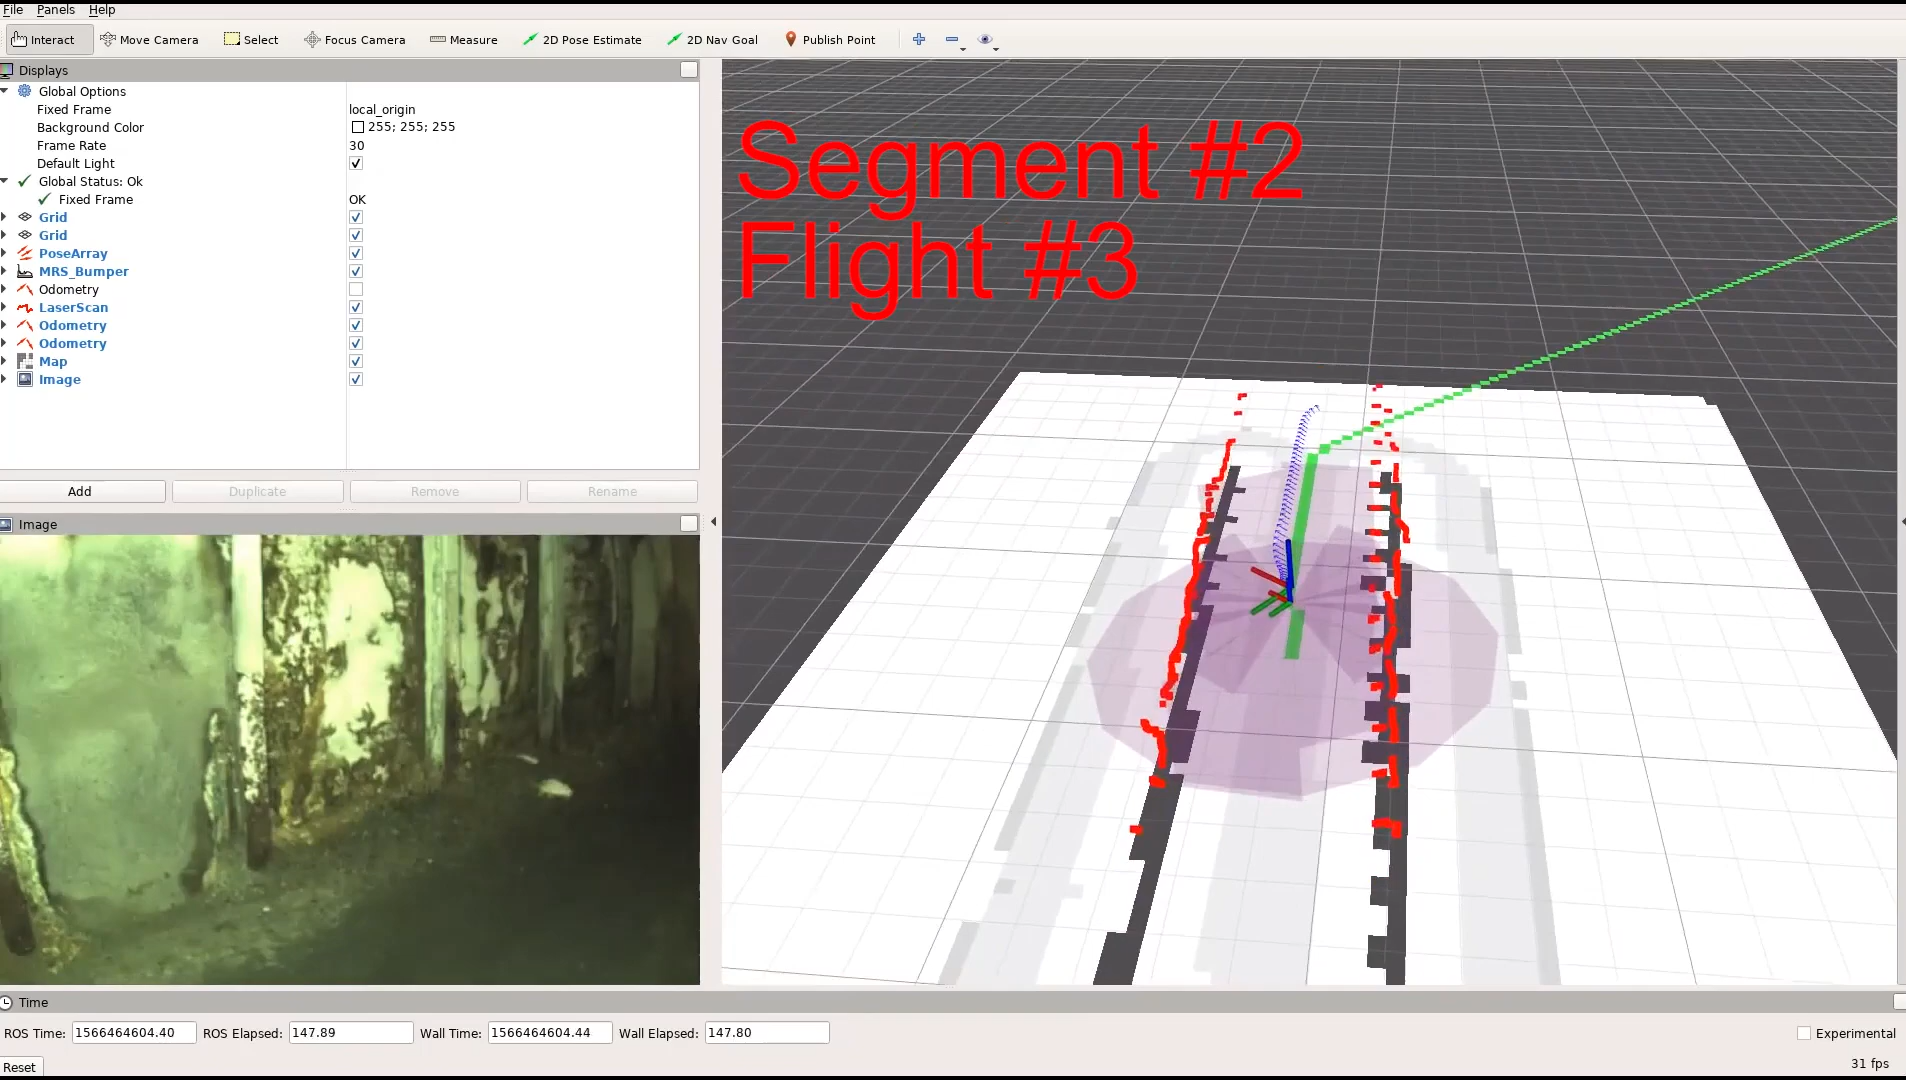 File Panels Help
Interact Move Camera Select Focus Camera Measure 2D Pose Estimate 2D Nav Goal Publish Point
Displays
Global Options
Fixed Frame local_origin
Background Color 255; 255; 255
Frame Rate 30
Default Light
Global Status: Ok
Fixed Frame OK
Grid
Grid
PoseArray
MRS_Bumper
Odometry
LaserScan
Odometry
Odometry
Map
Image
Add Duplicate Remove Rename
Image
Segment #2
Flight #3
Time
ROS Time: 1566464604.40 ROS Elapsed: 147.89 Wall Time: 1566464604.44 Wall Elapsed: 147.80 Experimental
Reset 31 fps